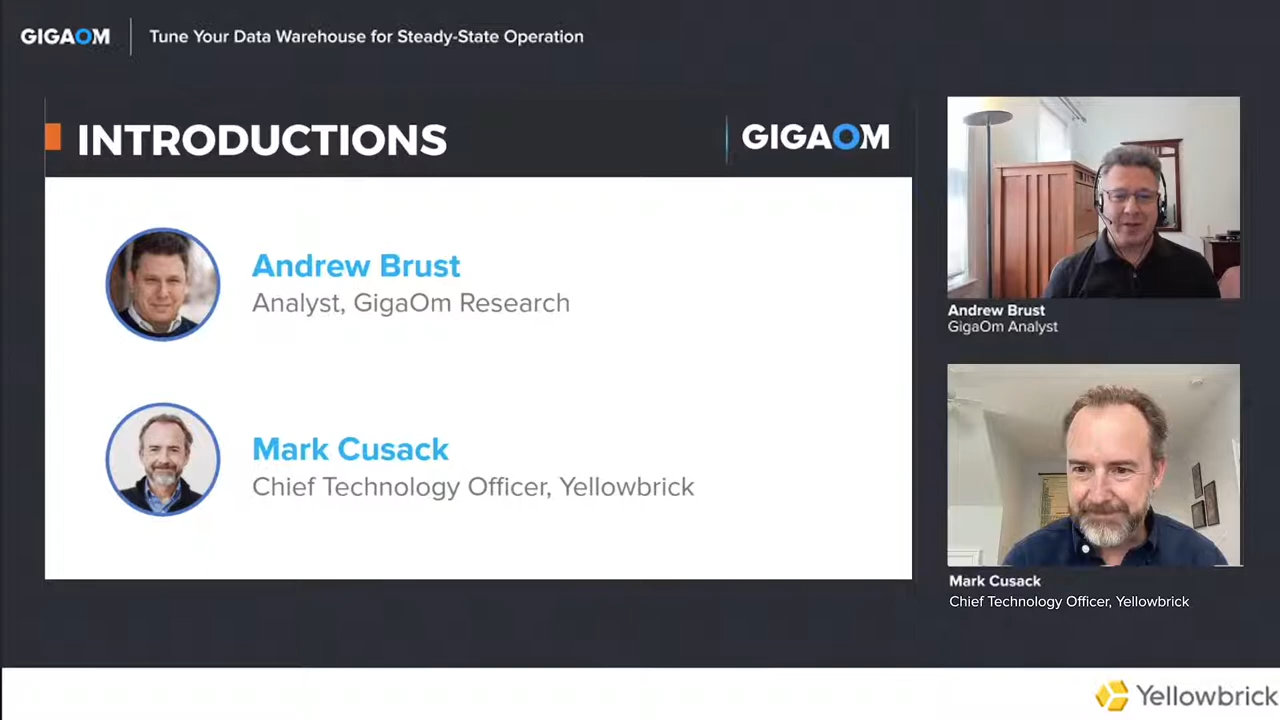 GIGAOM
Tune Your Data Warehouse for Steady-State Operation
INTRODUCTIONS
GIGAOM
Andrew Brust
Analyst, GigaOm Research
Mark Cusack
Chief Technology Officer, Yellowbrick
Andrew Brust
GigaOm Analyst
Mark Cusack
Chief Technology Officer, Yellowbrick
Yellowbrick